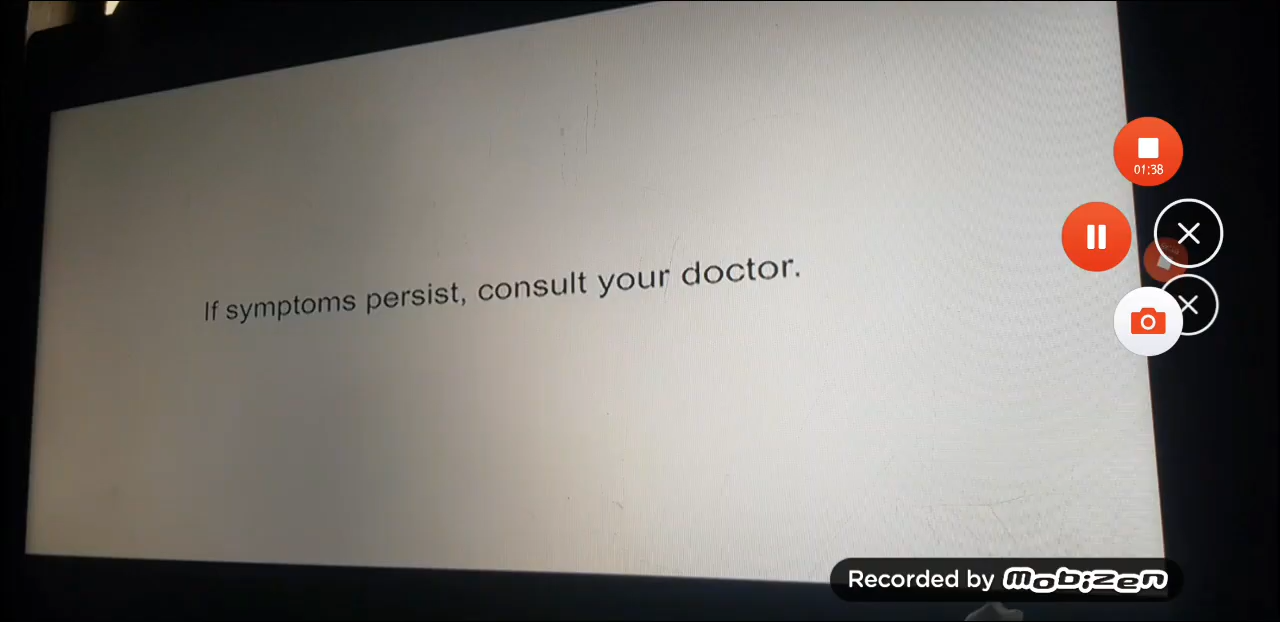 If symptoms persist, consult your doctor.
01:38
Recorded by mobizen